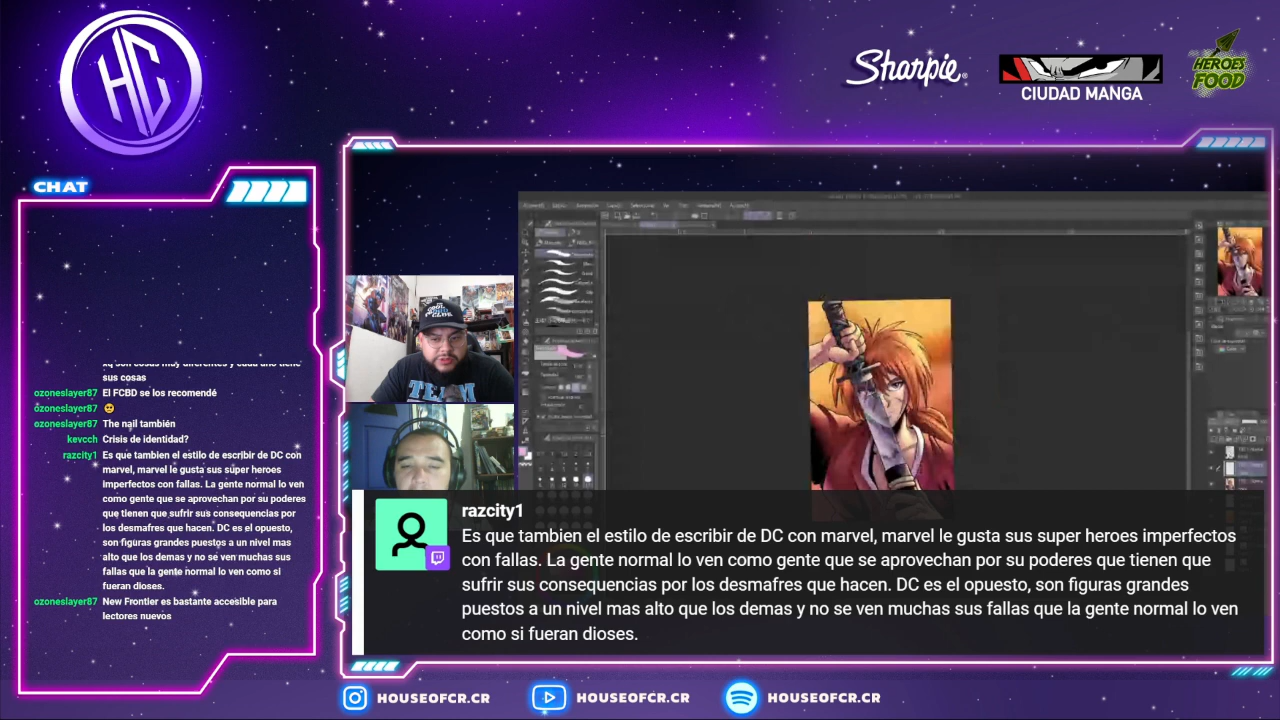 HC
Sharpie®
CIUDAD MANGA
HEROES
FOOD
CHAT
sus cosas
ozoneslayer87 El FCBD se los recomendé
ozoneslayer87
ozoneslayer87 The nail también
kevcch Crisis de identidad?
razcity1 Es que tambien el estilo de escribir de DC con
marvel, marvel le gusta sus super heroes
imperfectos con fallas. La gente normal lo ven
como gente que se aprovechan por su poderes
que tienen que sufrir sus consequencias por
los desmafres que hacen. DC es el opuesto,
son figuras grandes puestos a un nivel mas
alto que los demas y no se ven muchas sus
fallas que la gente normal lo ven como si
fueran dioses.
ozoneslayer87 New Frontier es bastante accesible para
lectores nuevos
TEAM
razcity1
Es que tambien el estilo de escribir de DC con marvel, marvel le gusta sus super heroes imperfectos
con fallas. La gente normal lo ven como gente que se aprovechan por su poderes que tienen que
sufrir sus consequencias por los desmafres que hacen. DC es el opuesto, son figuras grandes
puestos a un nivel mas alto que los demas y no se ven muchas sus fallas que la gente normal lo ven
como si fueran dioses.
HOUSEOFCR.CR
HOUSEOFCR.CR
HOUSEOFCR.CR